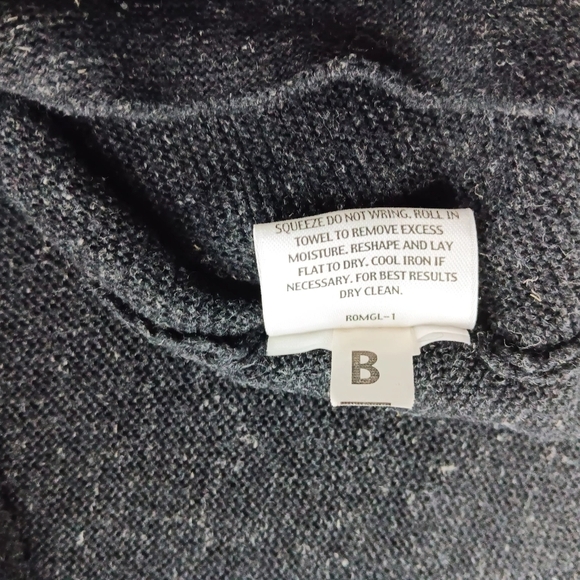 SQUEEZE DO NOT WRING. ROLL IN
TOWEL TO REMOVE EXCESS
MOISTURE. RESHAPE AND LAY
FLAT TO DRY. COOL IRON IF
NECESSARY. FOR BEST RESULTS
DRY CLEAN.
R0MGL-1
B